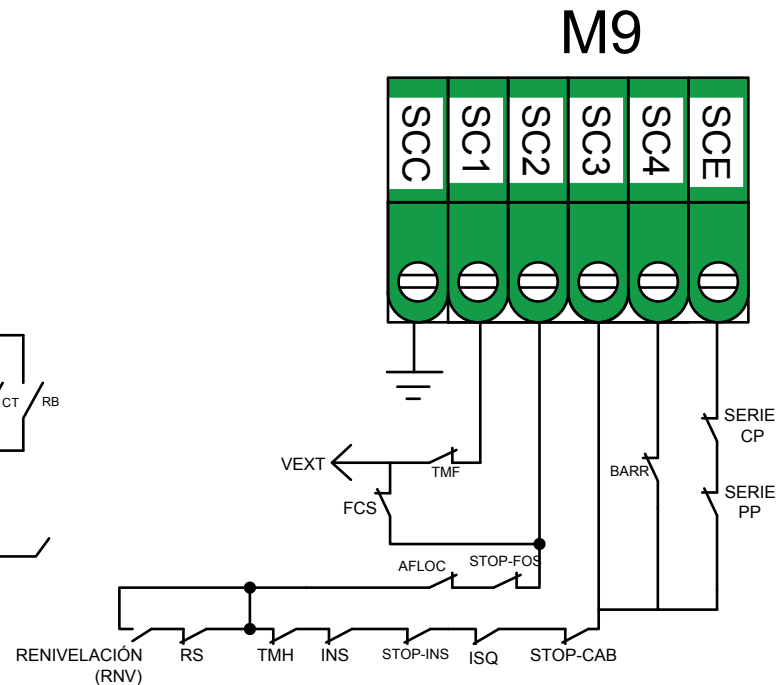 M9
SCC
SC1
SC2
SC3
SC4
SCE
CT
RB
VEXT
TMF
FCS
BARR
SERIE
CP
SERIE
PP
AFLOC
STOP-FOS
RENIVELACIÓN
(RNV)
RS
TMH
INS
STOP-INS
ISQ
STOP-CAB